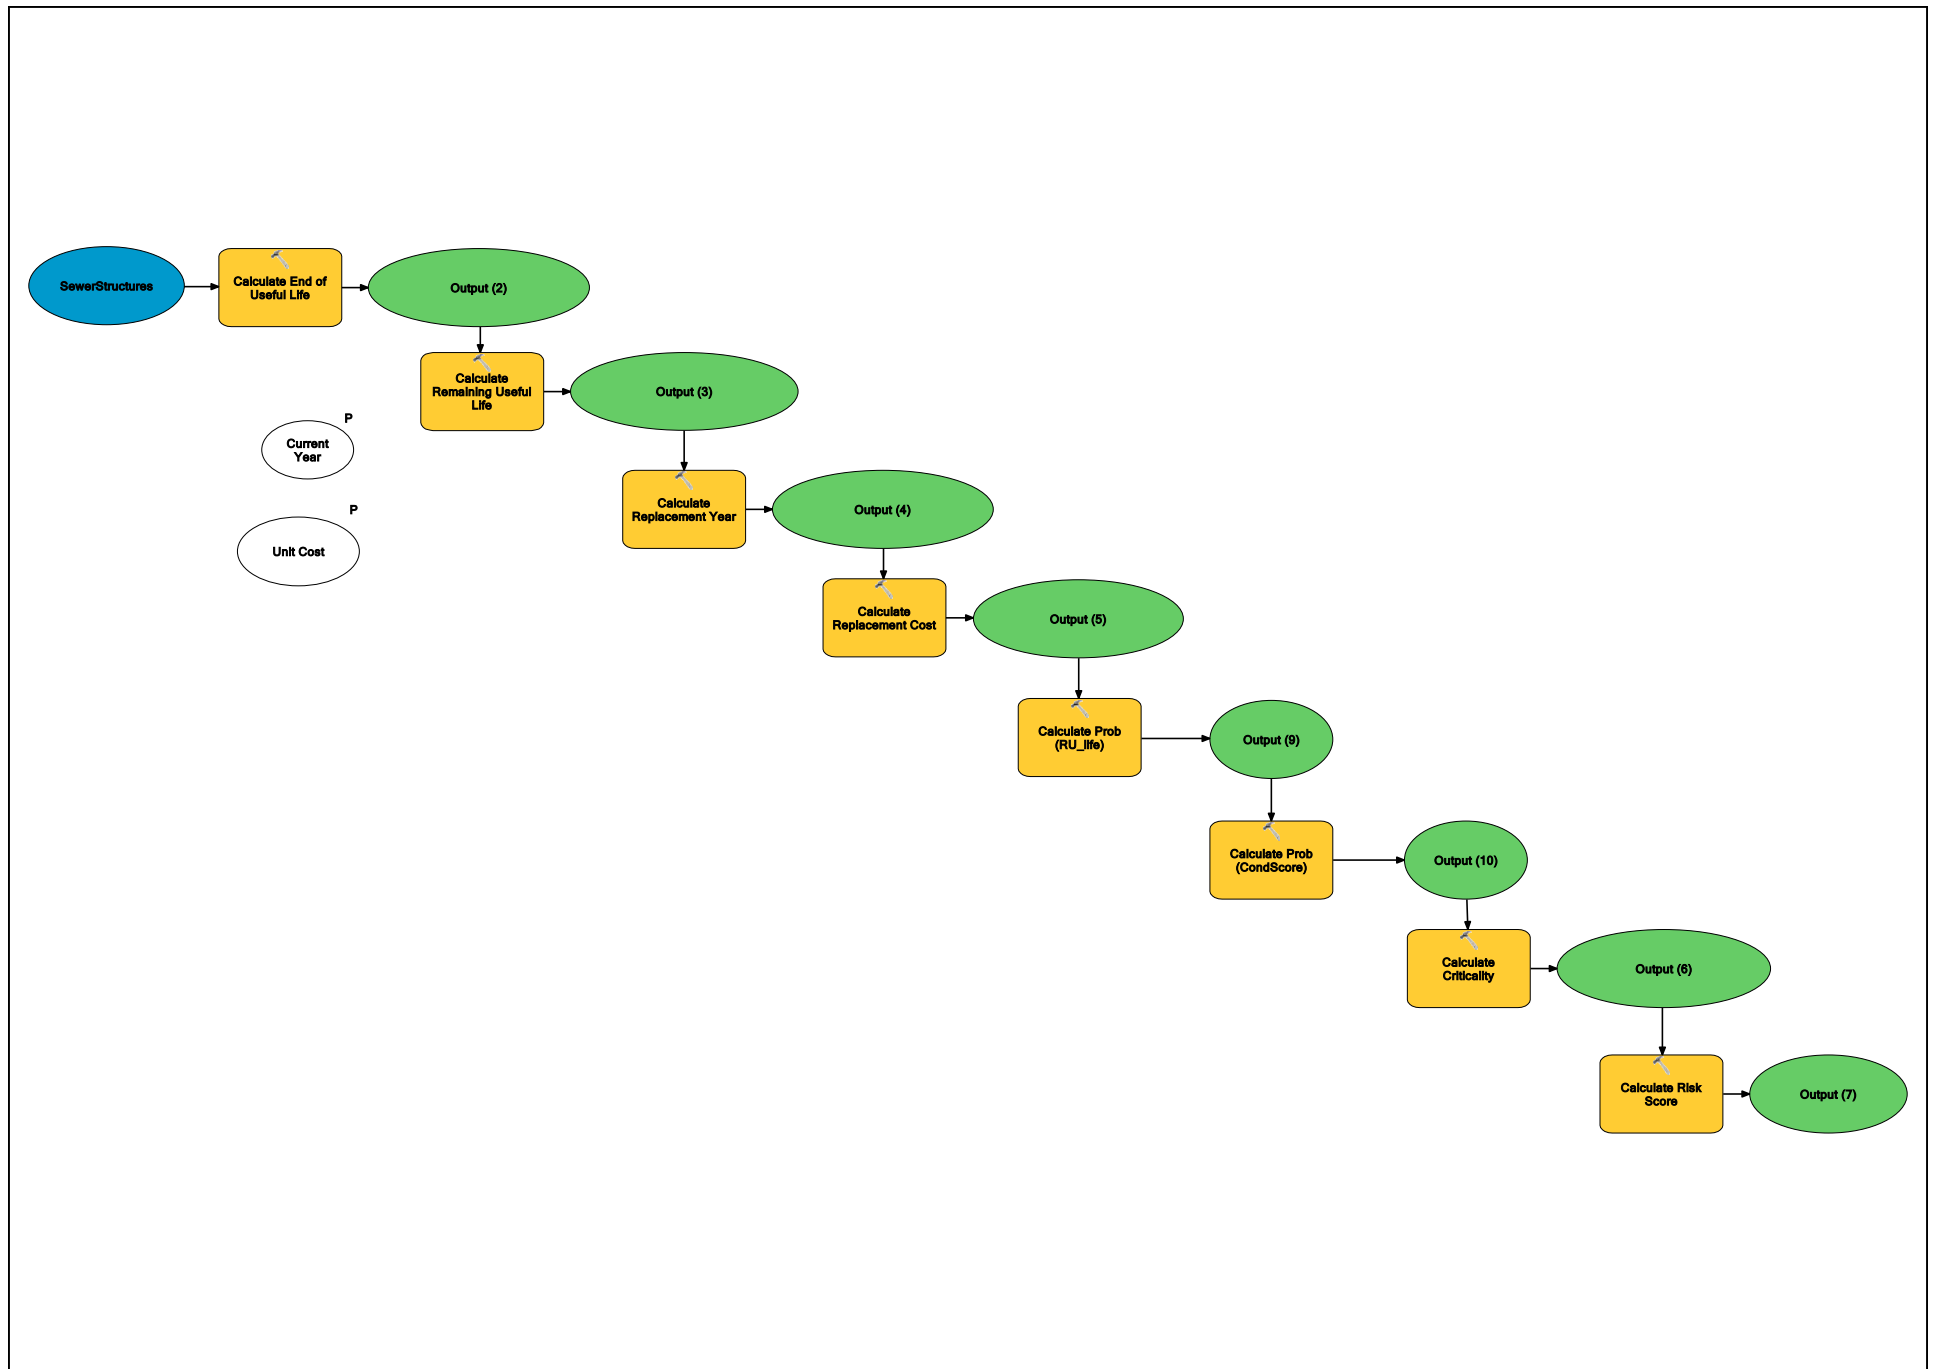 SewerStructures
Calculate End of
Useful Life
Output (2)
Calculate
Remaining Useful
Life
Output (3)
P
Current
Year
Calculate
Replacement Year
Output (4)
P
Unit Cost
Calculate
Replacement Cost
Output (5)
Calculate Prob
(RU_life)
Output (9)
Calculate Prob
(CondScore)
Output (10)
Calculate
Criticality
Output (6)
Calculate Risk
Score
Output (7)